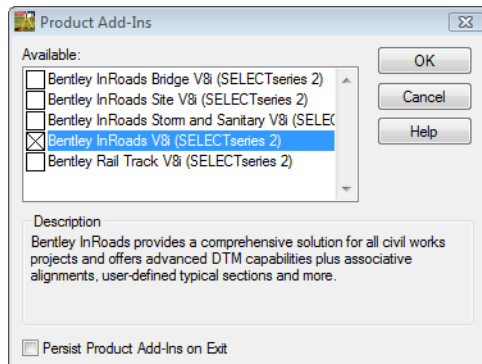 Product Add-Ins
Available:
Bentley InRoads Bridge V8i (SELECTseries 2)
Bentley InRoads Site V8i (SELECTseries 2)
Bentley InRoads Storm and Sanitary V8i (SELE
Bentley InRoads V8i (SELECTseries 2)
Bentley Rail Track V8i (SELECTseries 2)
OK
Cancel
Help
Description
Bentley InRoads provides a comprehensive solution for all civil works
projects and offers advanced DTM capabilities plus associative
alignments, user-defined typical sections and more.
Persist Product Add-Ins on Exit